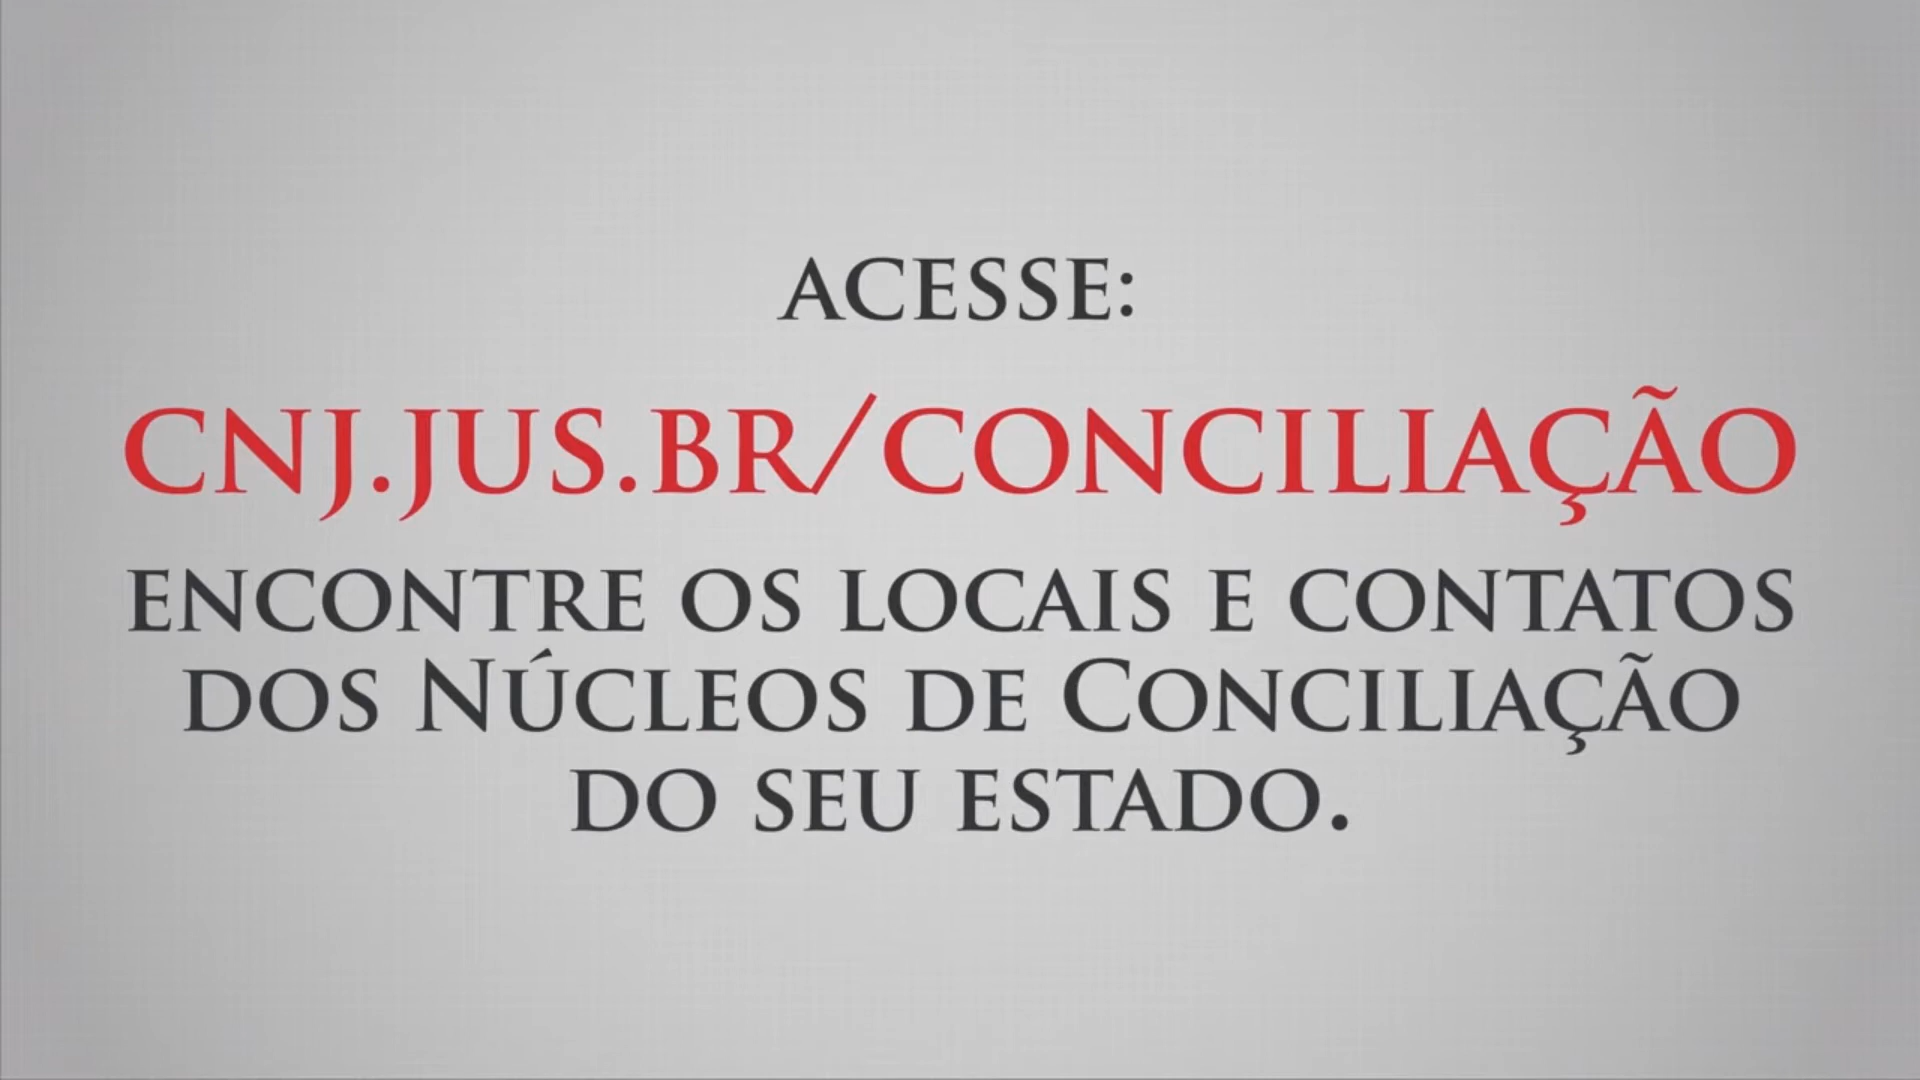 ACESSE:
CNJ.JUS.BR/CONCILIAÇÃO
ENCONTRE OS LOCAIS E CONTATOS
DOS NÚCLEOS DE CONCILIAÇÃO
DO SEU ESTADO.